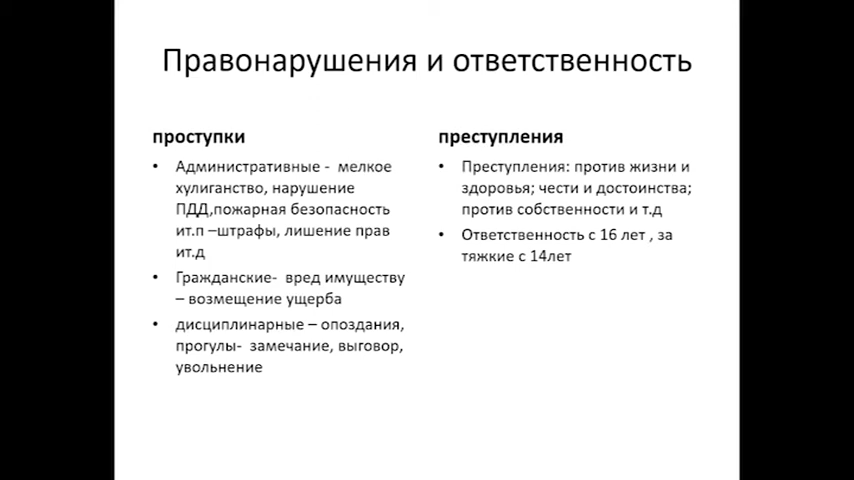 Правонарушения и ответственность
проступки
• Административные - мелкое
хулиганство, нарушение
ПДД,пожарная безопасность
ит.п –штрафы, лишение прав
ит.д
• Гражданские- вред имуществу
– возмещение ущерба
• дисциплинарные – опоздания,
прогулы- замечание, выговор,
увольнение
преступления
• Преступления: против жизни и
здоровья; чести и достоинства;
против собственности и т.д
• Ответственность с 16 лет , за
тяжкие с 14лет